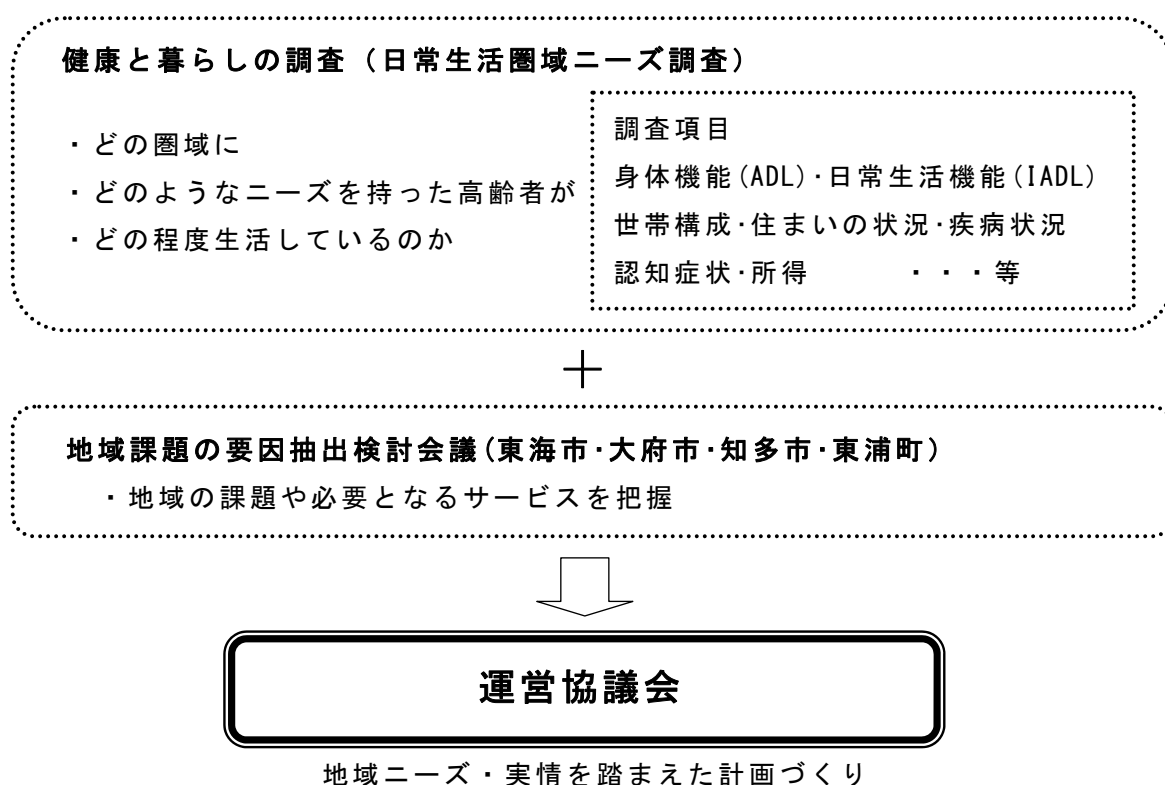 健康と暮らしの調査（日常生活圏域ニーズ調査）
・どの圏域に
・どのようなニーズを持った高齢者が
・どの程度生活しているのか
調査項目
身体機能(ADL)・日常生活機能(IADL)
世帯構成・住まいの状況・疾病状況
認知症状・所得　　・・・等
＋
地域課題の要因抽出検討会議(東海市・大府市・知多市・東浦町)
・地域の課題や必要となるサービスを把握
運営協議会
地域ニーズ・実情を踏まえた計画づくり